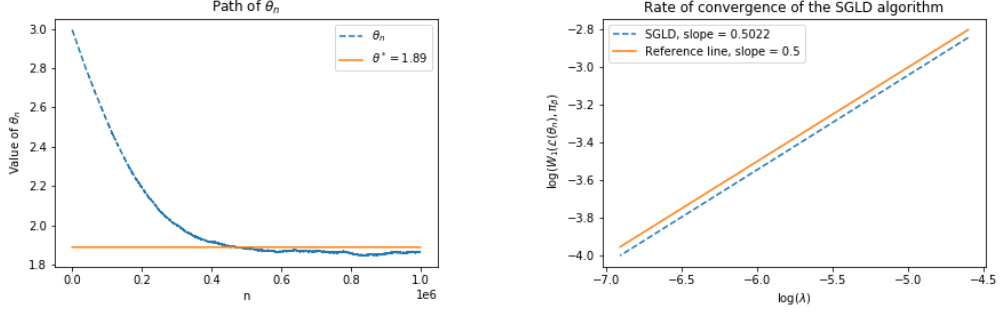 Path of θn
3.0
2.8
2.6
2.4
2.2
2.0
1.8
Value of θn
θn
θ* = 1.89
0.0
0.2
0.4
0.6
0.8
1.0
1e6
n
Rate of convergence of the SGLD algorithm
−2.8
−3.0
−3.2
−3.4
−3.6
−3.8
−4.0
log(W1(ℒ(θn), πβ)
SGLD, slope = 0.5022
Reference line, slope = 0.5
−7.0
−6.5
−6.0
−5.5
−5.0
−4.5
log(λ)